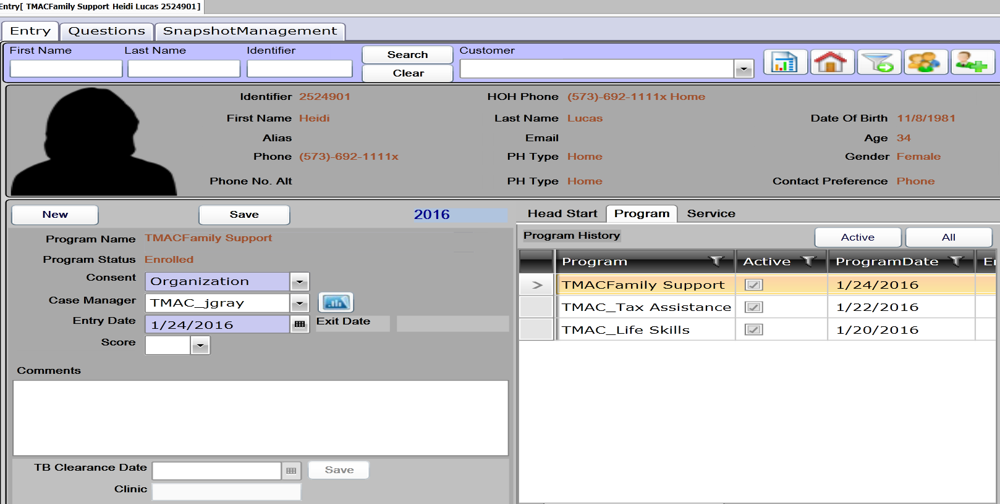 Entry[ TMACFamily Support Heidi Lucas 2524901]
Entry Questions SnapshotManagement
First Name Last Name Identifier Search Customer
Clear
Identifier 2524901 HOH Phone (573)-692-1111x Home
First Name Heidi Last Name Lucas Date Of Birth 11/8/1981
Alias Email Age 34
Phone (573)-692-1111x PH Type Home Gender Female
Phone No. Alt PH Type Home Contact Preference Phone
New Save 2016
Program Name TMACFamily Support
Program Status Enrolled
Consent Organization
Case Manager TMAC_jgray
Entry Date 1/24/2016 Exit Date
Score
Comments
TB Clearance Date Save
Clinic
Head Start Program Service
Program History Active All
Program Active ProgramDate
> TMACFamily Support 1/24/2016
TMAC_Tax Assistance 1/22/2016
TMAC_Life Skills 1/20/2016